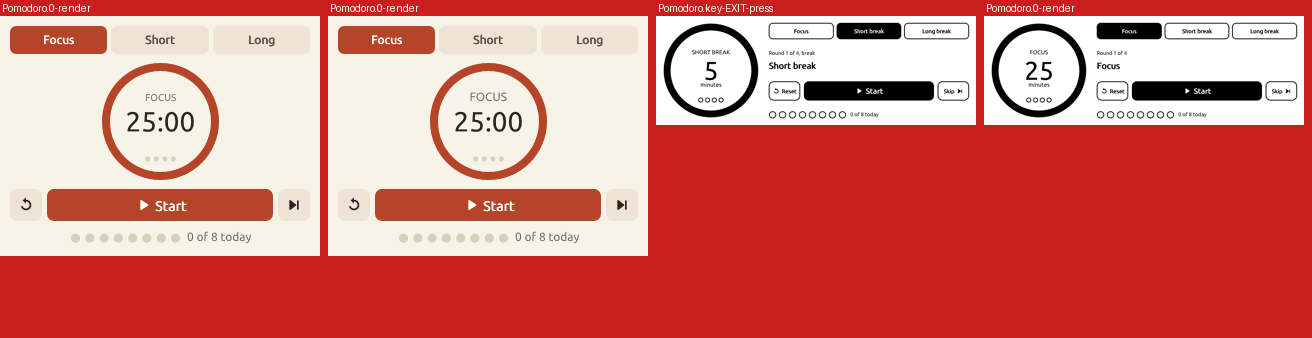 Pomodoro.0-render
Focus Short Long
FOCUS
25:00
Start
0 of 8 today
Pomodoro.0-render
Focus Short Long
FOCUS
25:00
Start
0 of 8 today
Pomodoro.key-EXIT-press
SHORT BREAK
5
minutes
Focus Short break Long break
Round 1 of 4, break
Short break
Reset Start Skip
0 of 8 today
Pomodoro.0-render
FOCUS
25
minutes
Focus Short break Long break
Round 1 of 4
Focus
Reset Start Skip
0 of 8 today